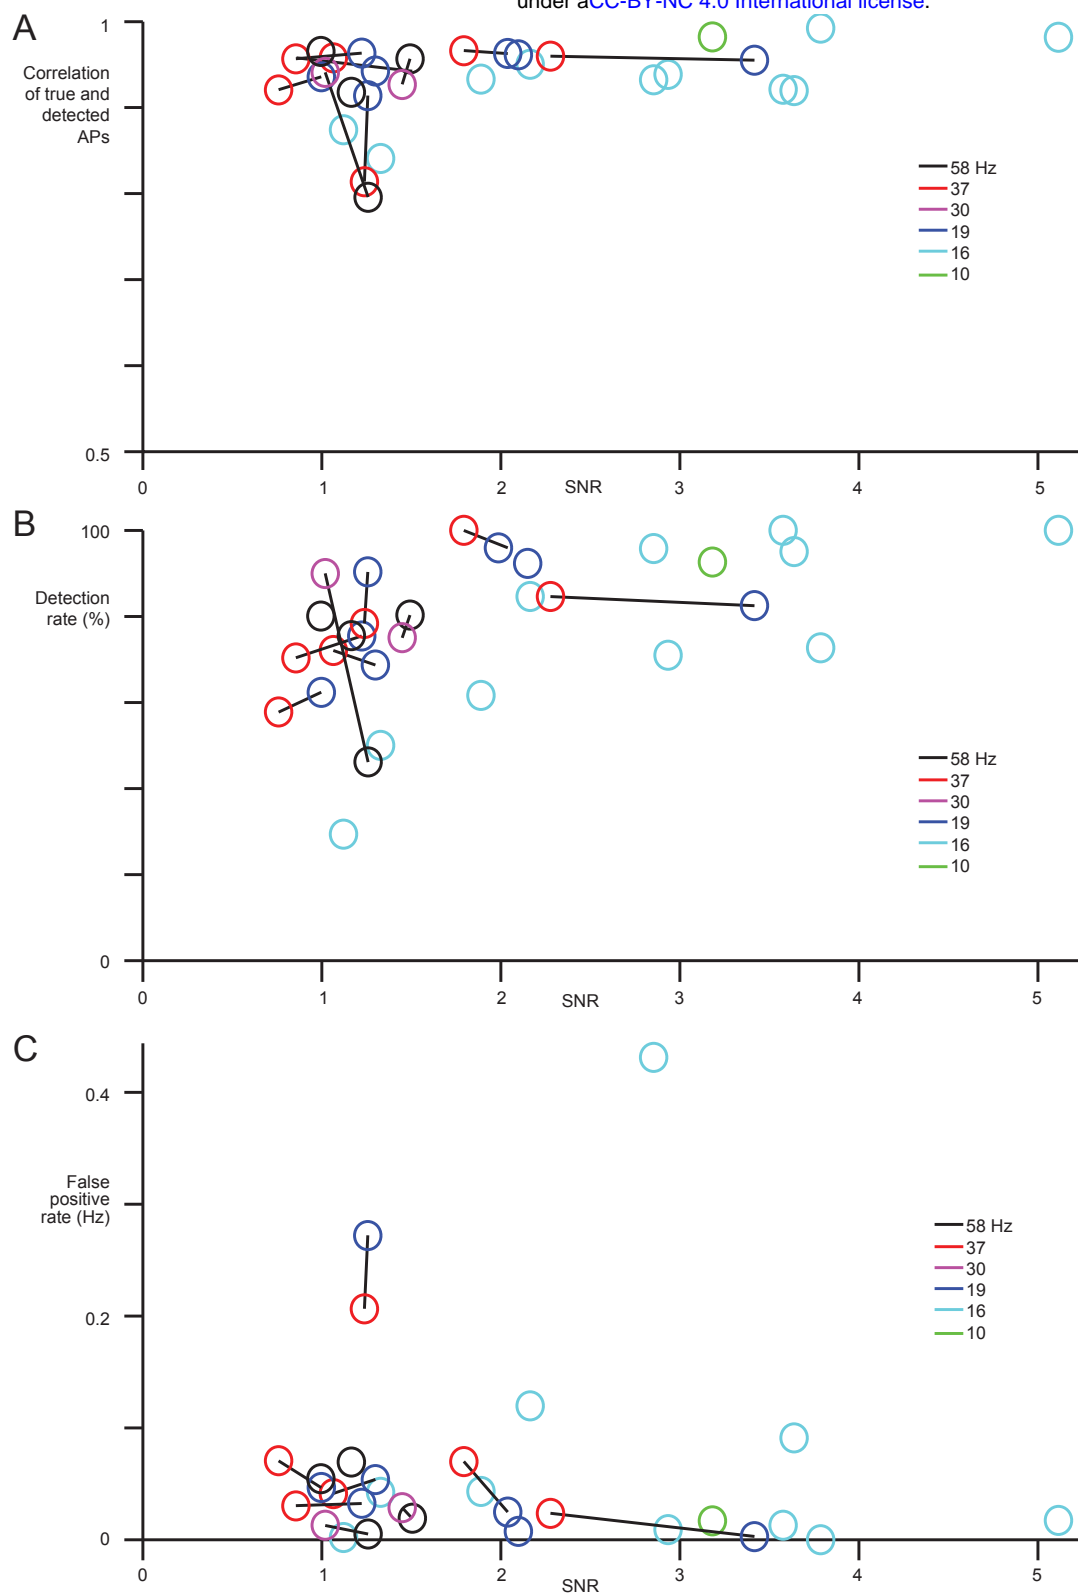 under aCC-BY-NC 4.0 International license.
A
1
Correlation
of true and
detected
APs
58 Hz
37
30
19
16
10
0.5
0 1 2 3 4 5
SNR
B
100
Detection
rate (%)
58 Hz
37
30
19
16
10
0
0 1 2 3 4 5
SNR
C
0.4
False
positive
rate (Hz)
58 Hz
37
30
19
16
10
0.2
0
0 1 2 3 4 5
SNR